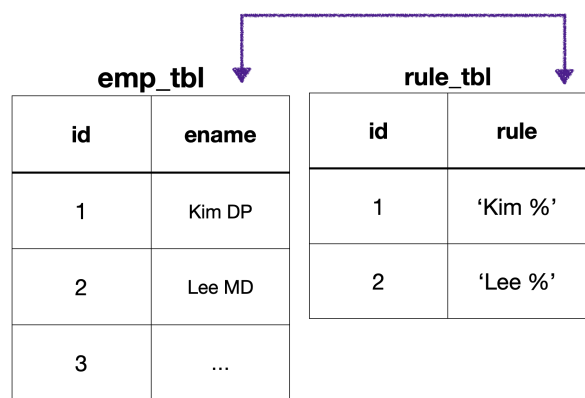 emp_tbl
id ename
1 Kim DP
2 Lee MD
3 ...
rule_tbl
id rule
1 ‘Kim %’
2 ‘Lee %’